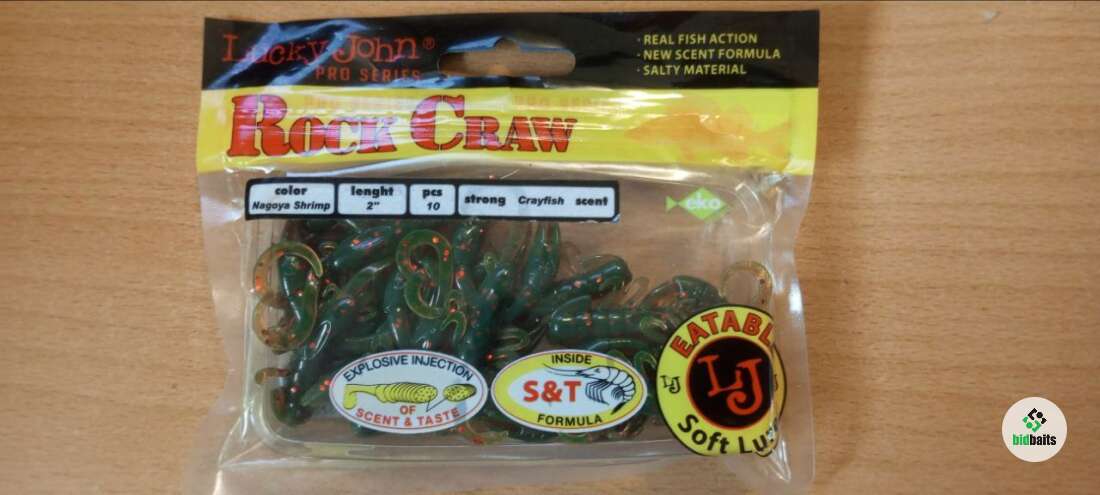 Lucky John®
PRO SERIES
· REAL FISH ACTION
· NEW SCENT FORMULA
· SALTY MATERIAL
ROCK CRAW
color
Nagoya Shrimp
lenght
2"
pcs
10
strong Crayfish scent
eko
EXPLOSIVE INJECTION
OF
SCENT & TASTE
INSIDE
S&T
FORMULA
EATABL
LJ
LJ
Soft Lu
bidbaits